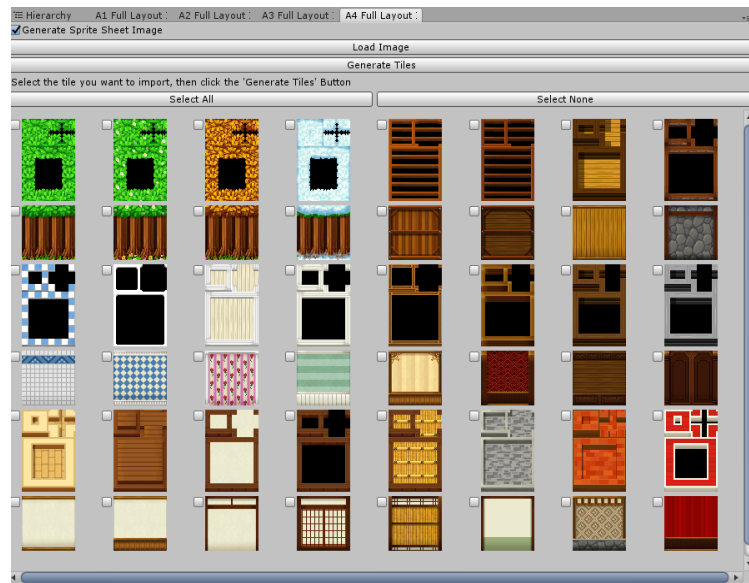 Hierarchy A1 Full Layout : A2 Full Layout : A3 Full Layout : A4 Full Layout :
Generate Sprite Sheet Image
Load Image
Generate Tiles
Select the tile you want to import, then click the 'Generate Tiles' Button
Select All Select None